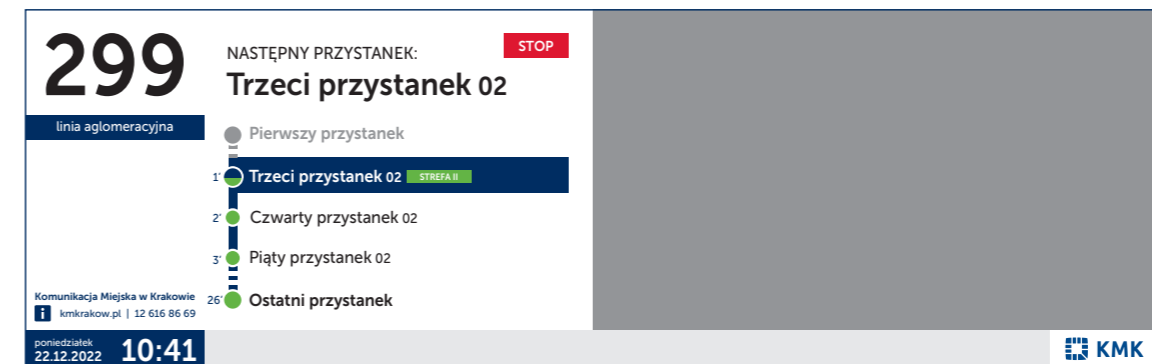 299
linia aglomeracyjna
NASTĘPNY PRZYSTANEK:
STOP
Trzeci przystanek 02
Pierwszy przystanek
1' Trzeci przystanek 02 STREFA II
2' Czwarty przystanek 02
3' Piąty przystanek 02
26' Ostatni przystanek
Komunikacja Miejska w Krakowie
i kmkrakow.pl | 12 616 86 69
poniedziałek
22.12.2022
10:41
KMK